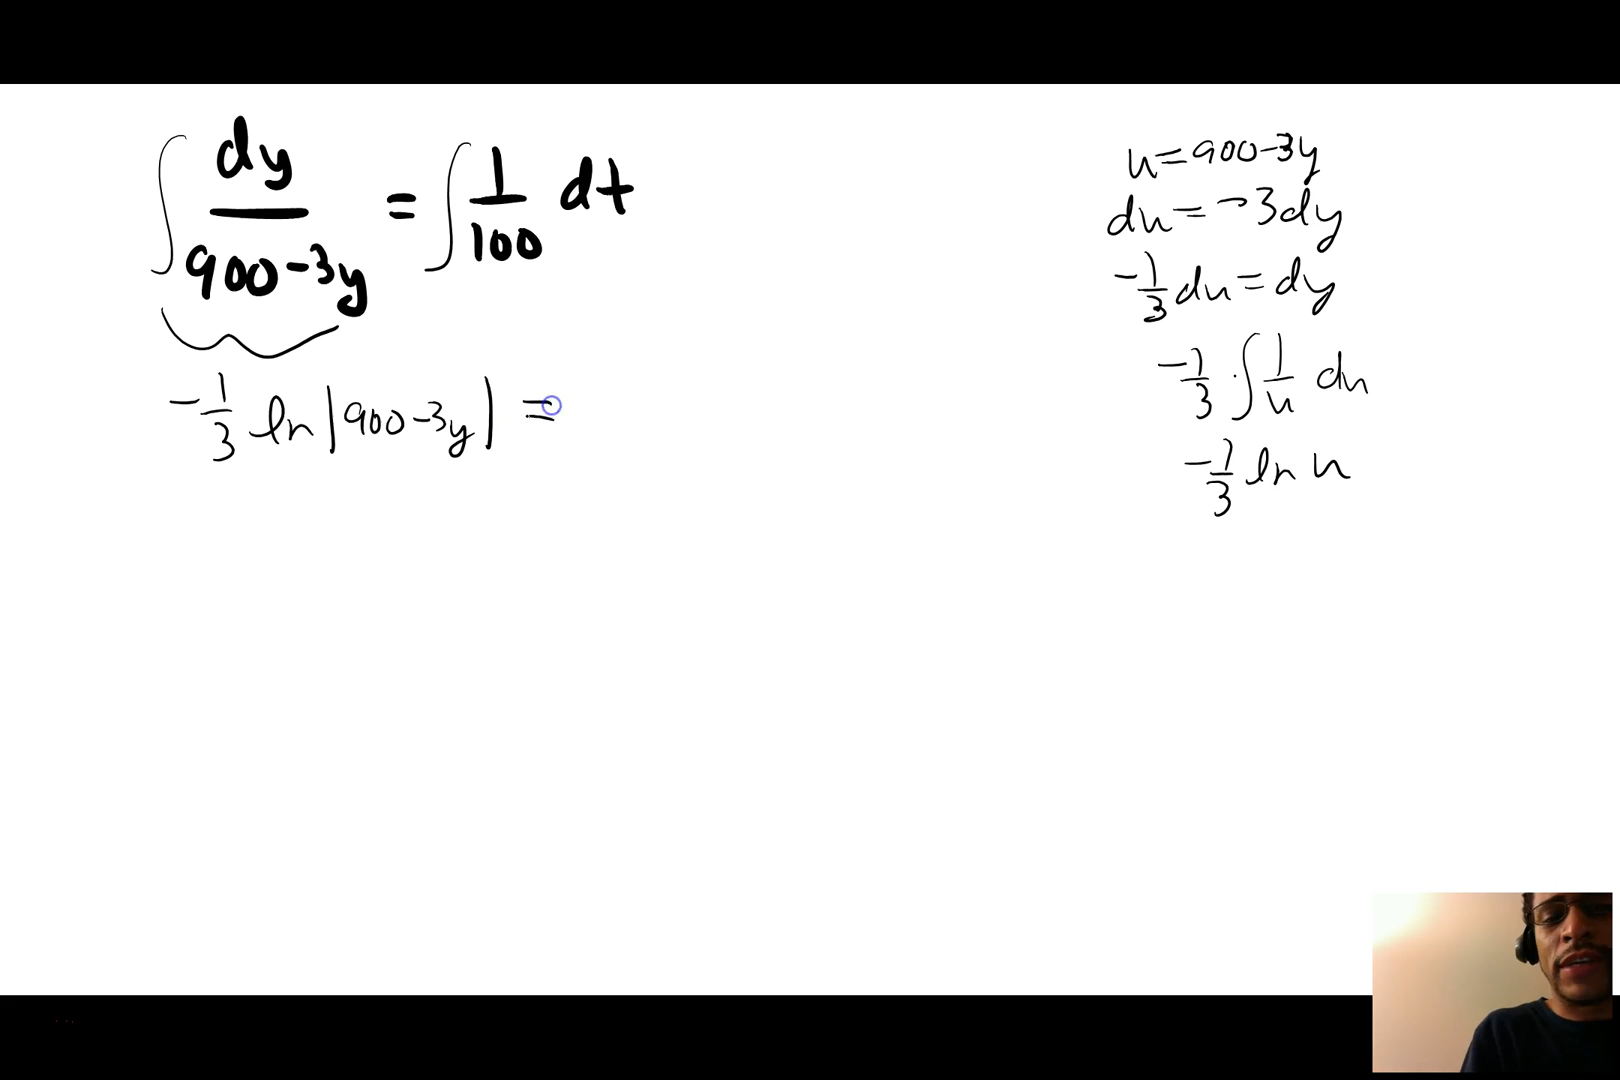 ∫ dy/(900-3y) = ∫ 1/100 dt
-1/3 ln|900-3y| =
u=900-3y
du=-3dy
-1/3 du=dy
-1/3 · ∫ 1/u du
-1/3 ln u